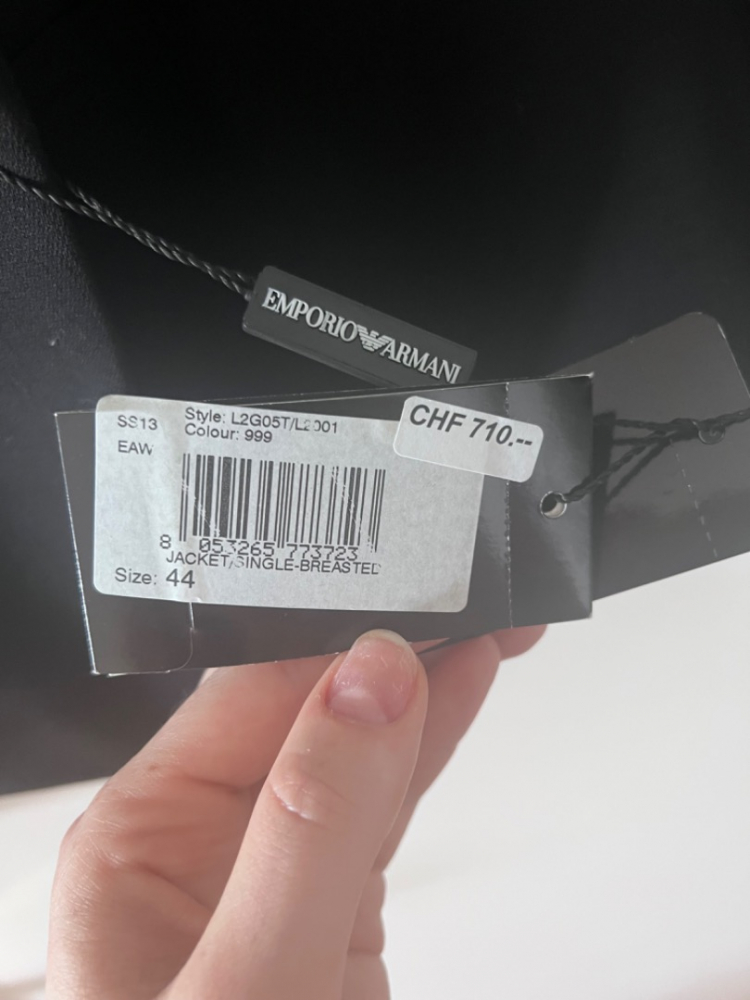 EMPORIO ARMANI
SS13
Style: L2G05T/L2001
CHF 710.--
EAW
Colour: 999
8 053265 773723
JACKET/SINGLE-BREASTED
Size: 44